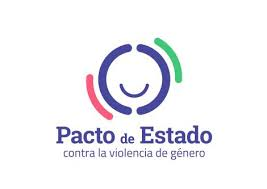 Pacto de Estado
contra la violencia de género